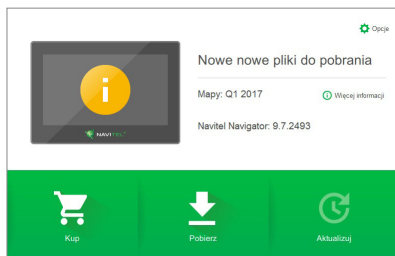 Opcje
Nowe nowe pliki do pobrania
Mapy: Q1 2017
Więcej informacji
Navitel Navigator: 9.7.2493
NAVITEL
Kup
Pobierz
Aktualizuj